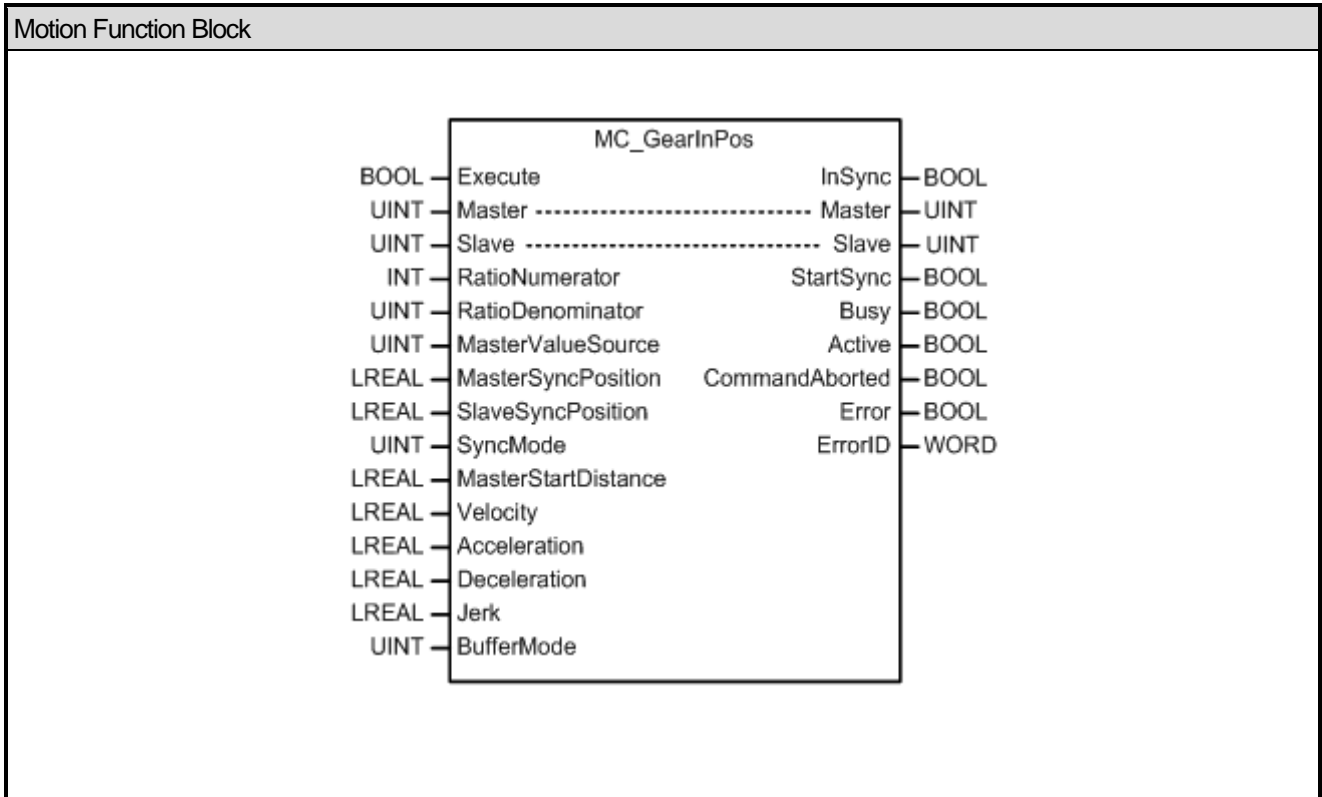 Motion Function Block
MC_GearInPos
BOOL Execute InSync BOOL
UINT Master Master UINT
UINT Slave Slave UINT
INT RatioNumerator StartSync BOOL
UINT RatioDenominator Busy BOOL
UINT MasterValueSource Active BOOL
LREAL MasterSyncPosition CommandAborted BOOL
LREAL SlaveSyncPosition Error BOOL
UINT SyncMode ErrorID WORD
LREAL MasterStartDistance
LREAL Velocity
LREAL Acceleration
LREAL Deceleration
LREAL Jerk
UINT BufferMode